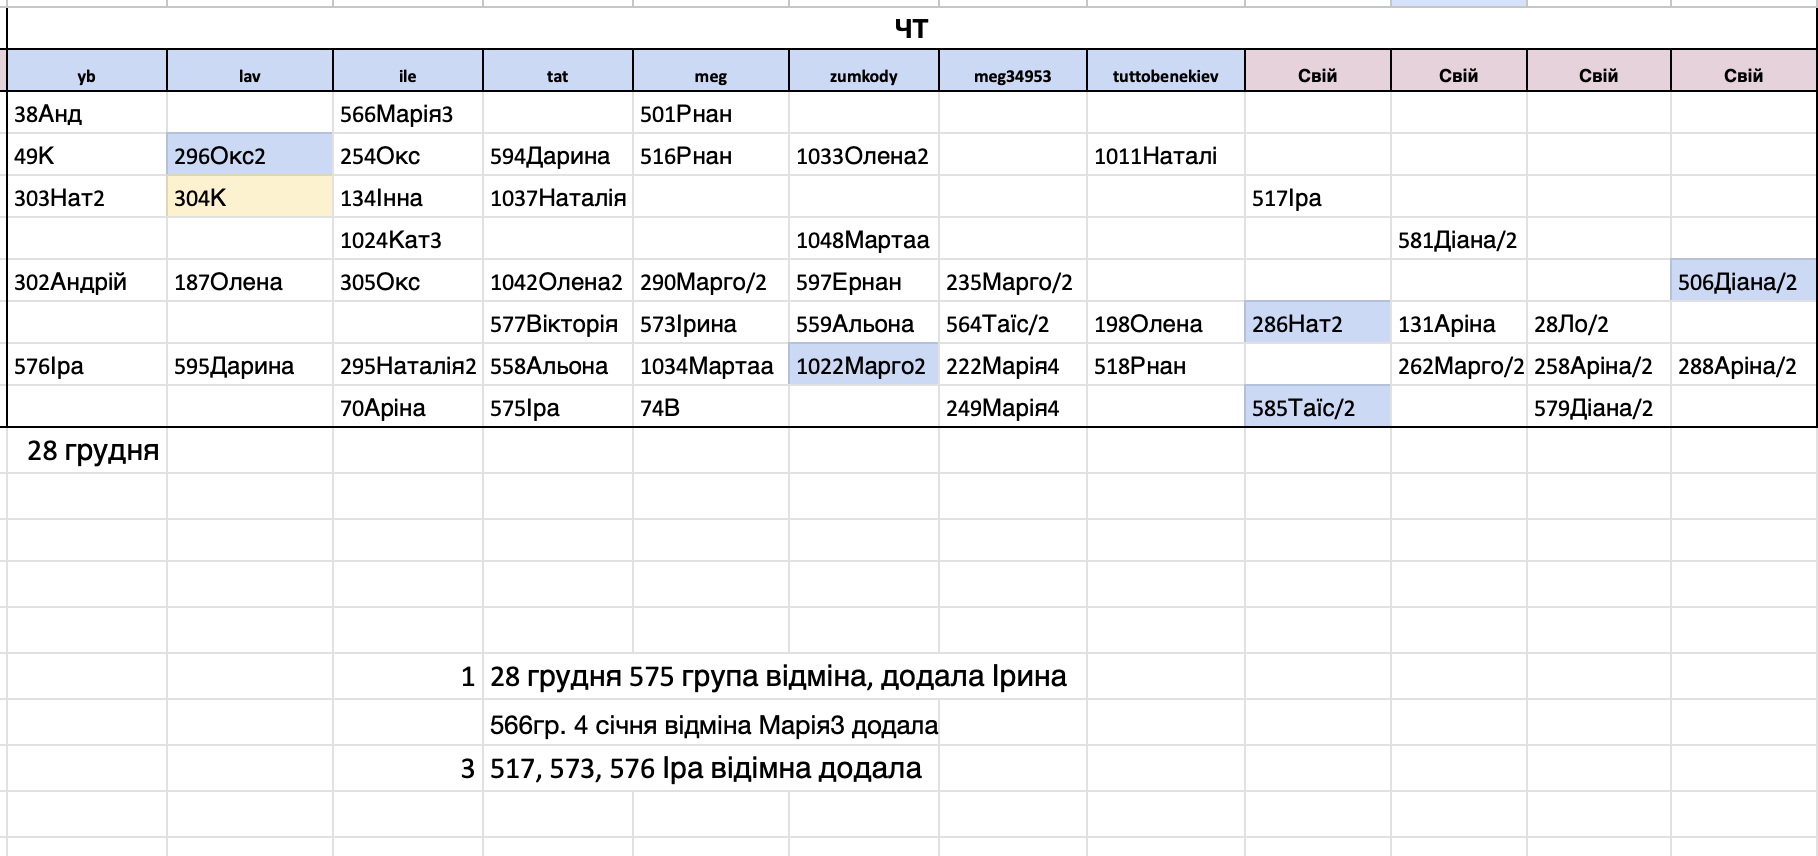 ЧТ
yb lav ile tat meg zumkody meg34953 tuttobenekiev Свій Свій Свій Свій
38Анд 566Марія3 501Рнан
49К 296Окс2 254Окс 594Дарина 516Рнан 1033Олена2 1011Наталі
303Нат2 304К 134Інна 1037Наталія 517Іра
1024Кат3 1048Мартаа 581Діана/2
302Андрій 187Олена 305Окс 1042Олена2 290Марго/2 597Ернан 235Марго/2 506Діана/2
577Вікторія 573Ірина 559Альона 564Таїс/2 198Олена 286Нат2 131Аріна 28Ло/2
576Іра 595Дарина 295Наталія2 558Альона 1034Мартаа 1022Марго2 222Марія4 518Рнан 262Марго/2 258Аріна/2 288Аріна/2
70Аріна 575Іра 74В 249Марія4 585Таїс/2 579Діана/2
28 грудня
1 28 грудня 575 група відміна, додала Ірина
566гр. 4 січня відміна Марія3 додала
3 517, 573, 576 Іра відімна додала